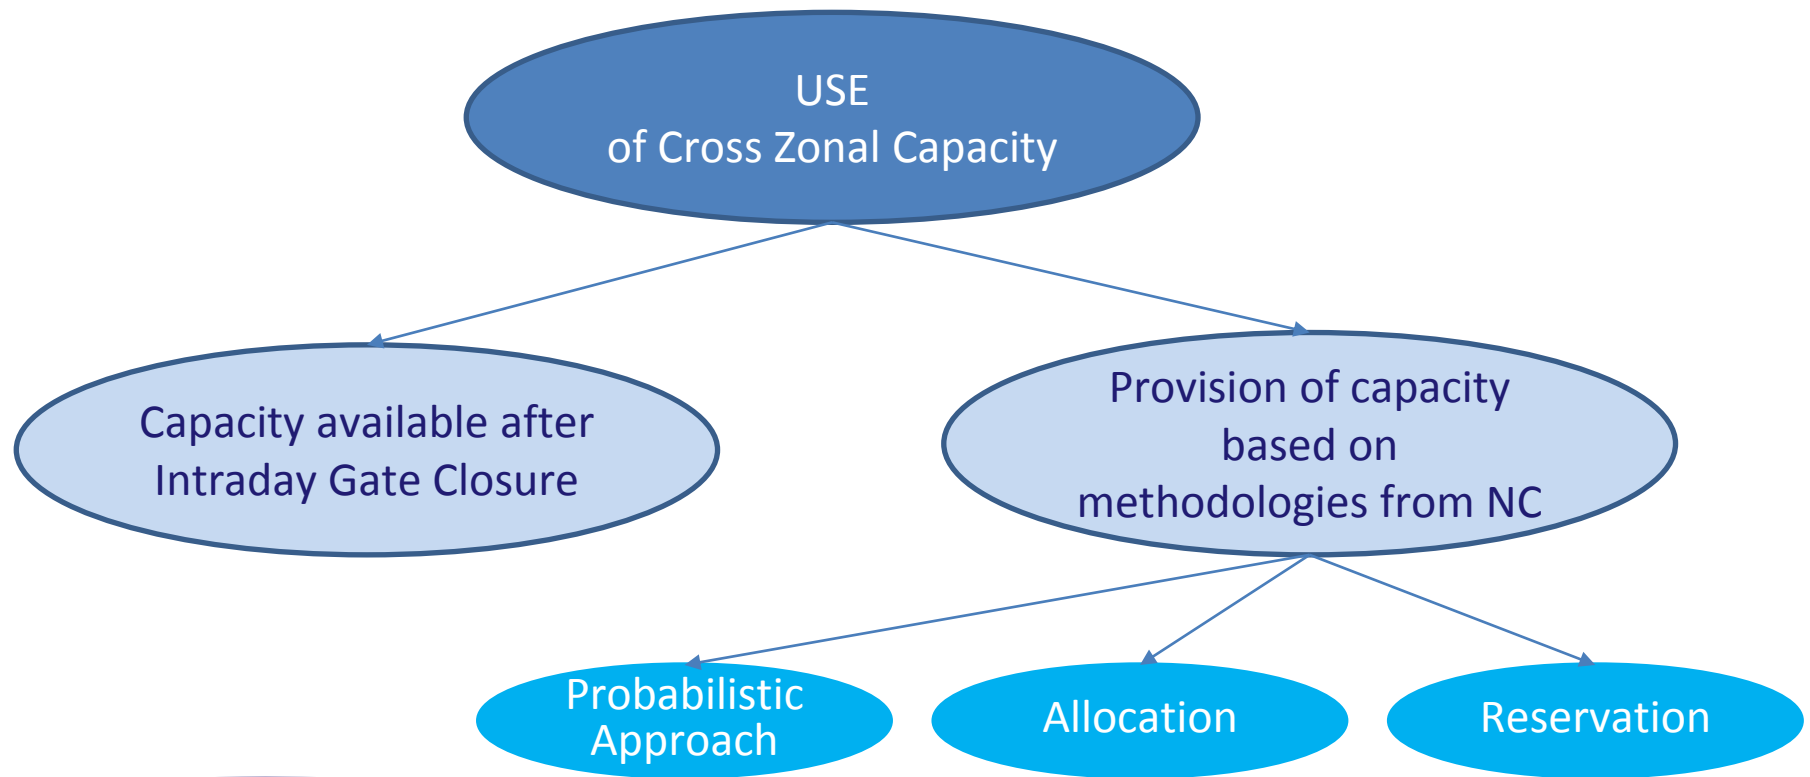 USE
of Cross Zonal Capacity
Capacity available after
Intraday Gate Closure
Provision of capacity
based on
methodologies from NC
Probabilistic
Approach
Allocation
Reservation